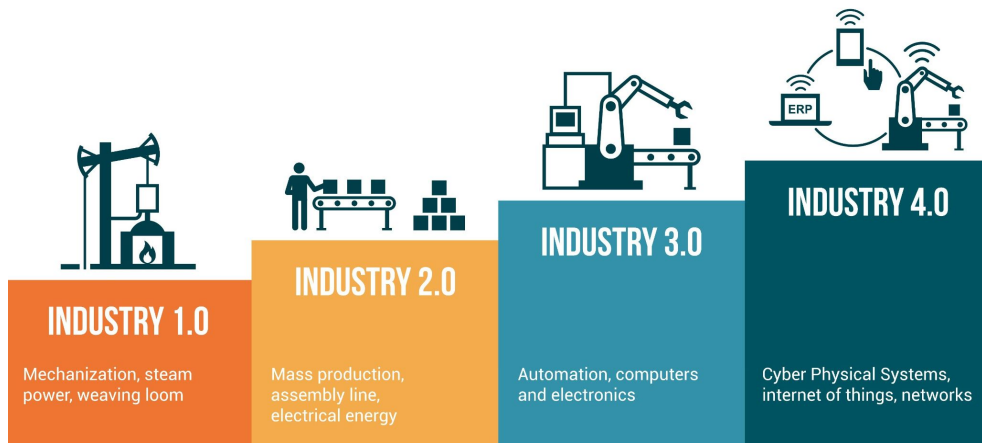 ERP
INDUSTRY 1.0
Mechanization, steam
power, weaving loom
INDUSTRY 2.0
Mass production,
assembly line,
electrical energy
INDUSTRY 3.0
Automation, computers
and electronics
INDUSTRY 4.0
Cyber Physical Systems,
internet of things, networks